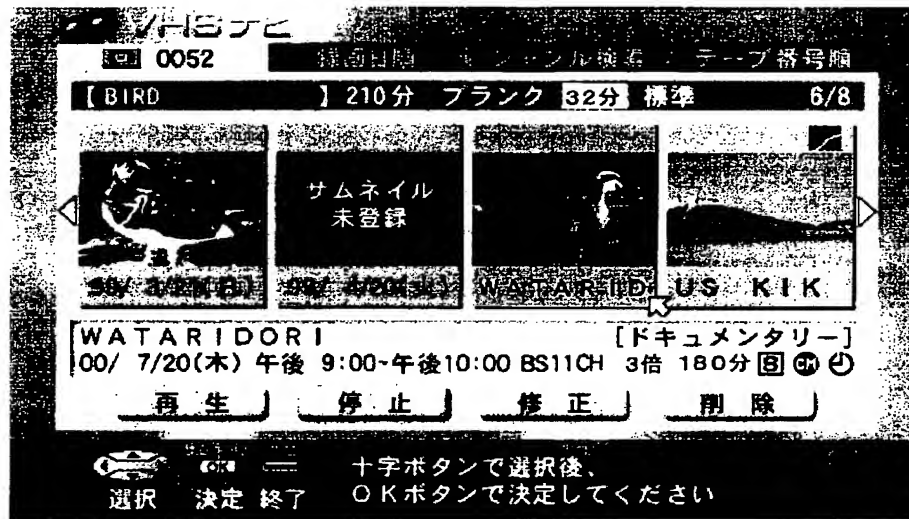 VHSナビ
0052 録画日順 / ジャンル検索 / テープ番号順
【BIRD 】 210分 ブランク 32分 標準 6/8
サムネイル
未登録
WATARID US KIK
WATARIDORI [ドキュメンタリー]
00/ 7/20(木) 午後 9:00~午後10:00 BS11CH 3倍 180分
再生 停止 修正 削除
十字ボタンで選択後、
選択 決定 終了 OKボタンでで決定してください